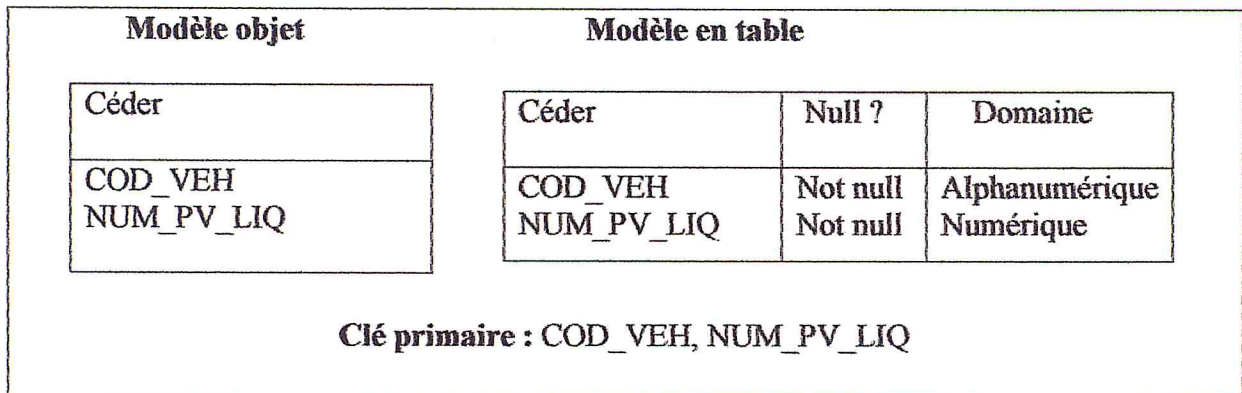 Modèle objet
Modèle en table
Céder
COD_VEH
NUM_PV_LIQ
Céder Null ? Domaine
COD_VEH Not null Alphanumérique
NUM_PV_LIQ Not null Numérique
Clé primaire : COD_VEH, NUM_PV_LIQ